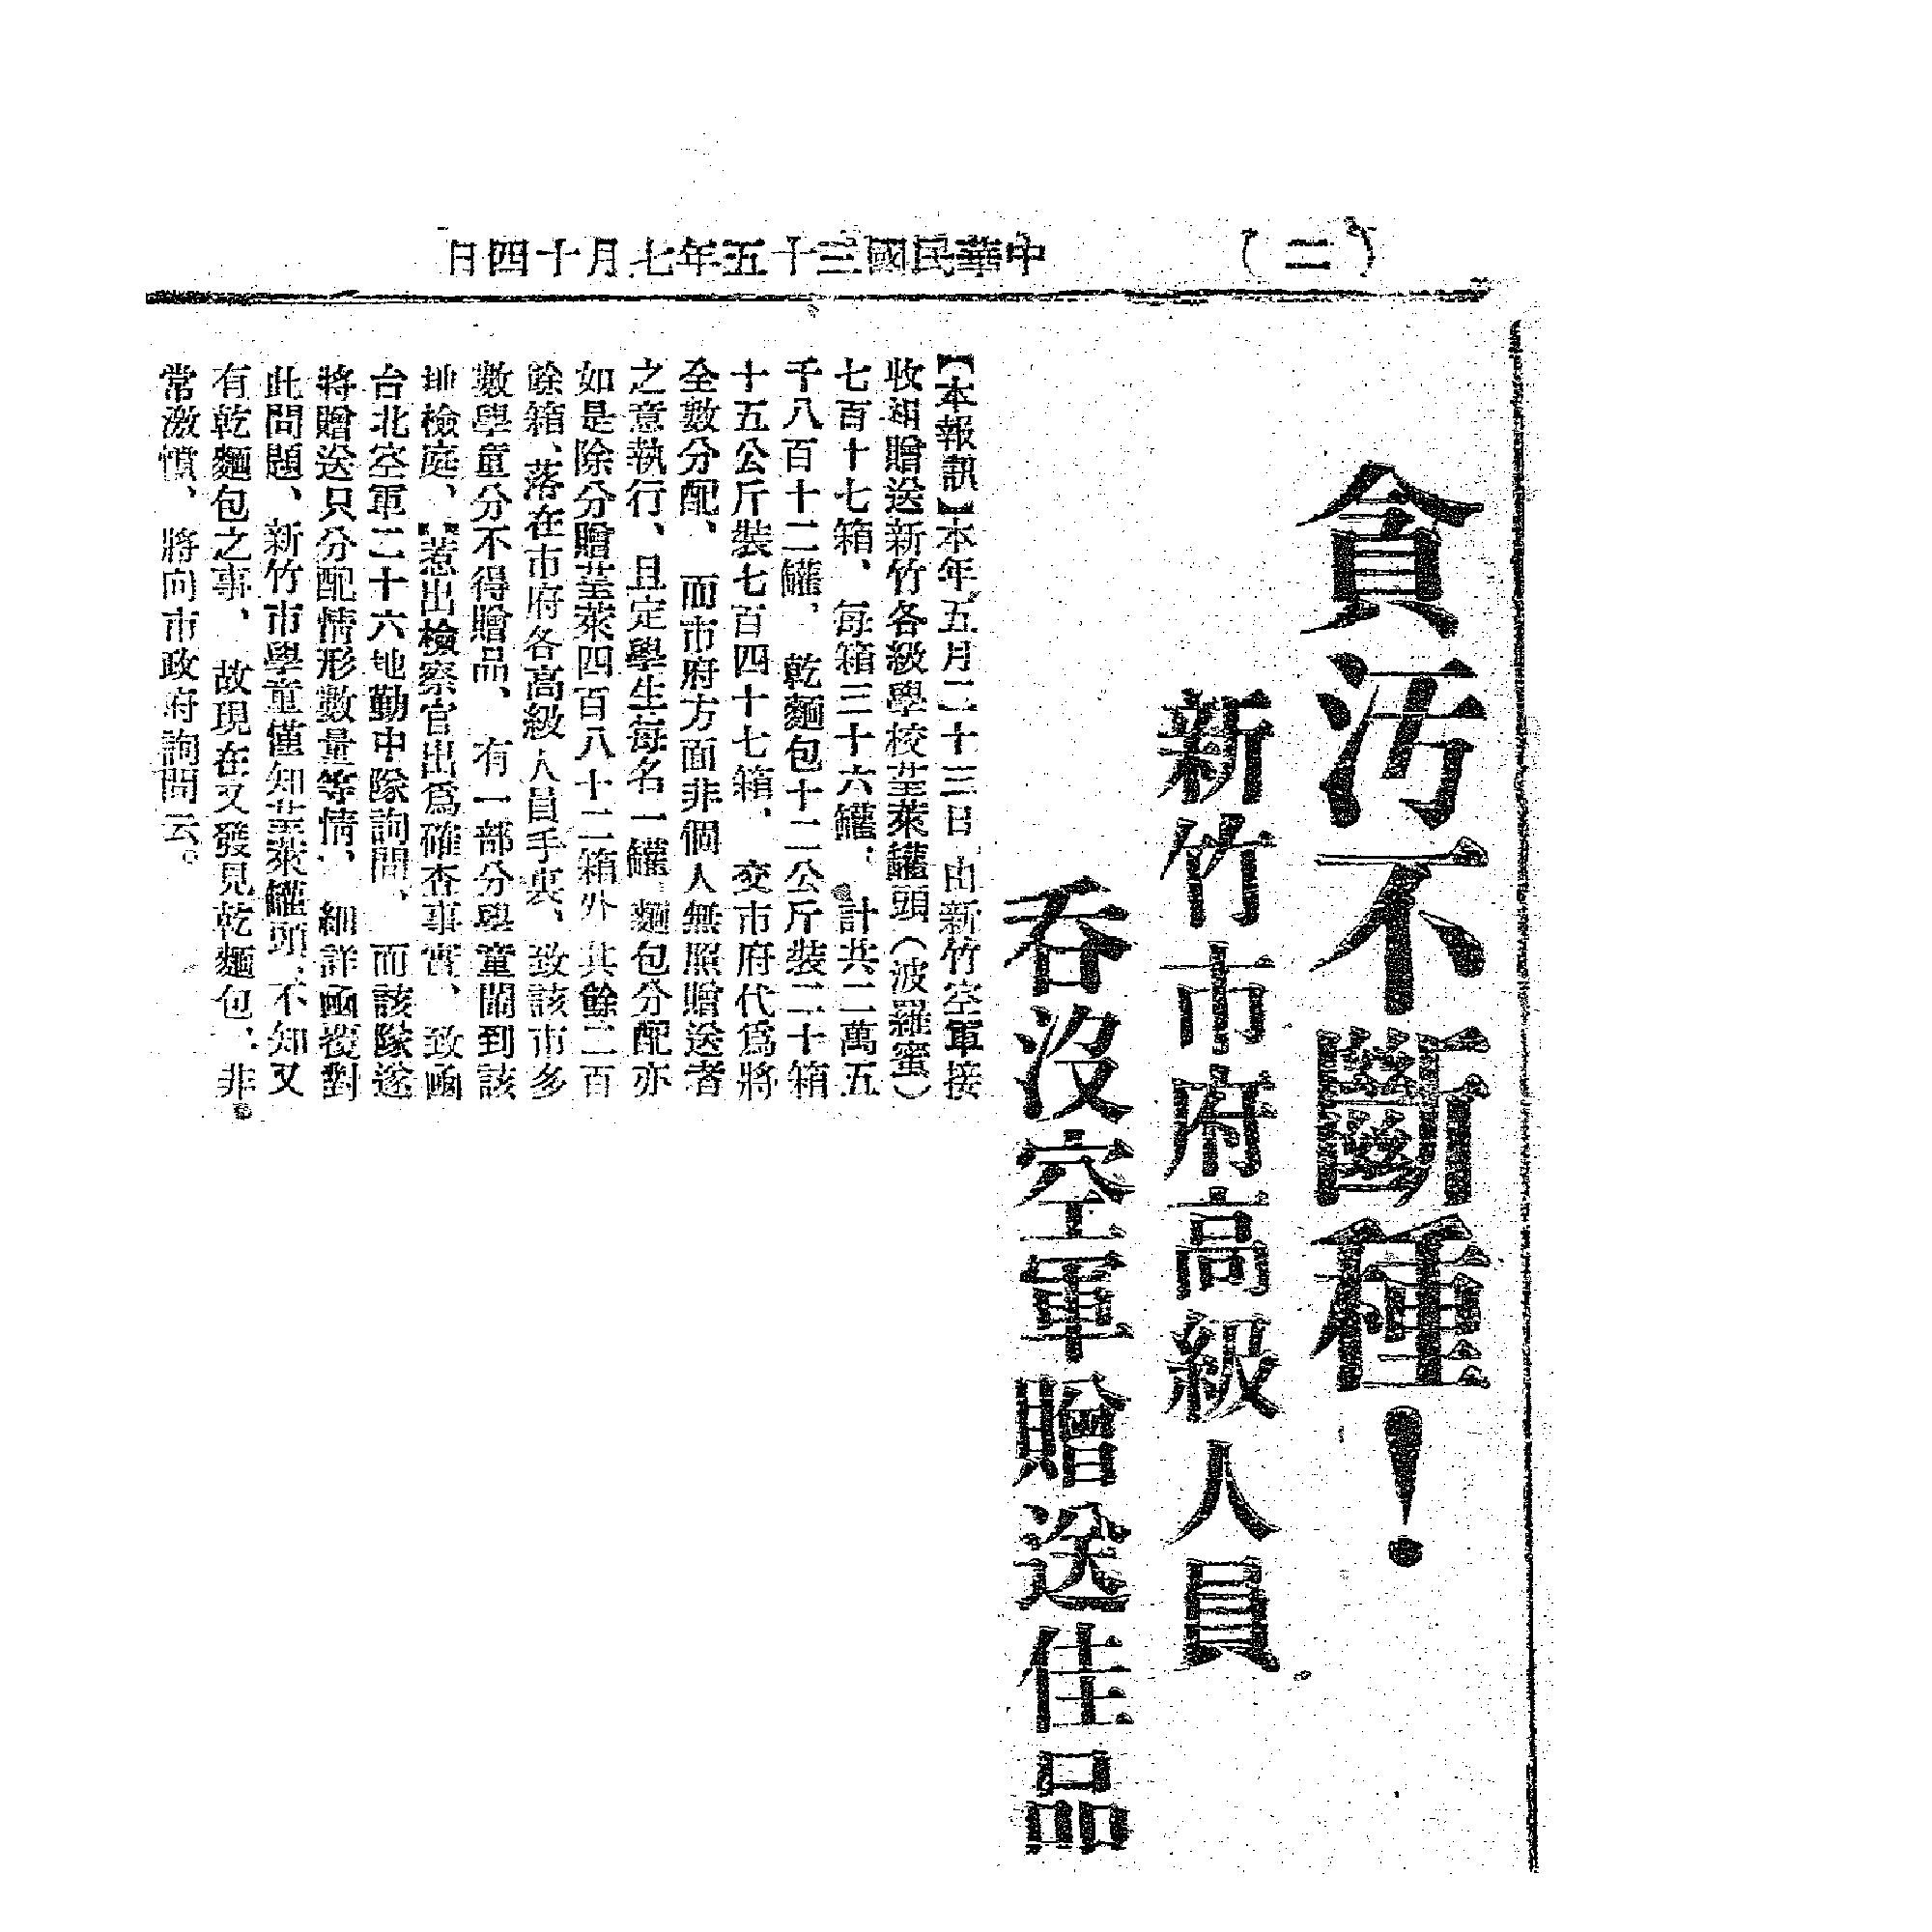 （二）
中華民國三十五年七月十四日
貪污不斷種！
新竹市府高級人員
吞沒空軍贈送佳品
【本報訊】本年五月二十三日由新竹空軍接
收組贈送新竹各級學校荎萊罐頭（波羅蜜）
七百十七箱、每箱三十六罐、計共二萬五
千八百十二罐、乾麵包十二公斤裝二十箱
十五公斤裝七百四十七箱、交市府代爲將
全數分配、而市府方面非個人無照贈送者
之意執行、且定學生每名一罐、麵包分配亦
如是除分贈荎萊四百八十二箱外共餘二百
餘箱、落在市府各高級人員手裏、致該市多
數學童分不得贈品、有一部分學童鬧到該
地檢庭、惹出檢察官出爲確查事實、致函
台北空軍二十六地勤中隊詢問、而該隊遂
將贈送只分配情形數量等情、細詳函復對
此問題、新竹市學童僅知荎萊罐頭、不知又
有乾麵包之事、故現在又發見乾麵包、非
常激憤、將向市政府詢問云。